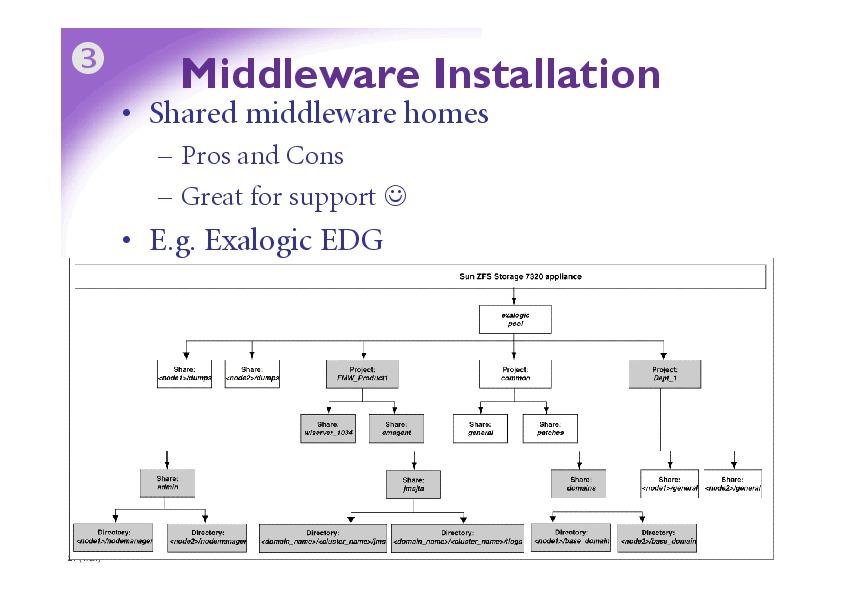 3
Middleware Installation
• Shared middleware homes
– Pros and Cons
– Great for support ☺
• E.g. Exalogic EDG
Sun ZFS Storage 7320 appliance
exalogic
pool
Share:
<node1>/dumps
Share:
<node2>/dumps
Project:
FMW_Product1
Project:
common
Project:
Dept_1
Share:
wlserver_1034
Share:
emagent
Share:
general
Share:
patches
Share:
admin
Share:
jmsjta
Share:
domains
Share:
<node1>/general
Share:
<node2>/general
Directory:
<node1>/nodemanager
Directory:
<node2>/nodemanager
Directory:
<domain_name>/<cluster_name>/jms
Directory:
<domain_name>/<cluster_name>/tlogs
Directory:
<node1>/base_domain
Directory:
<node2>/base_domain